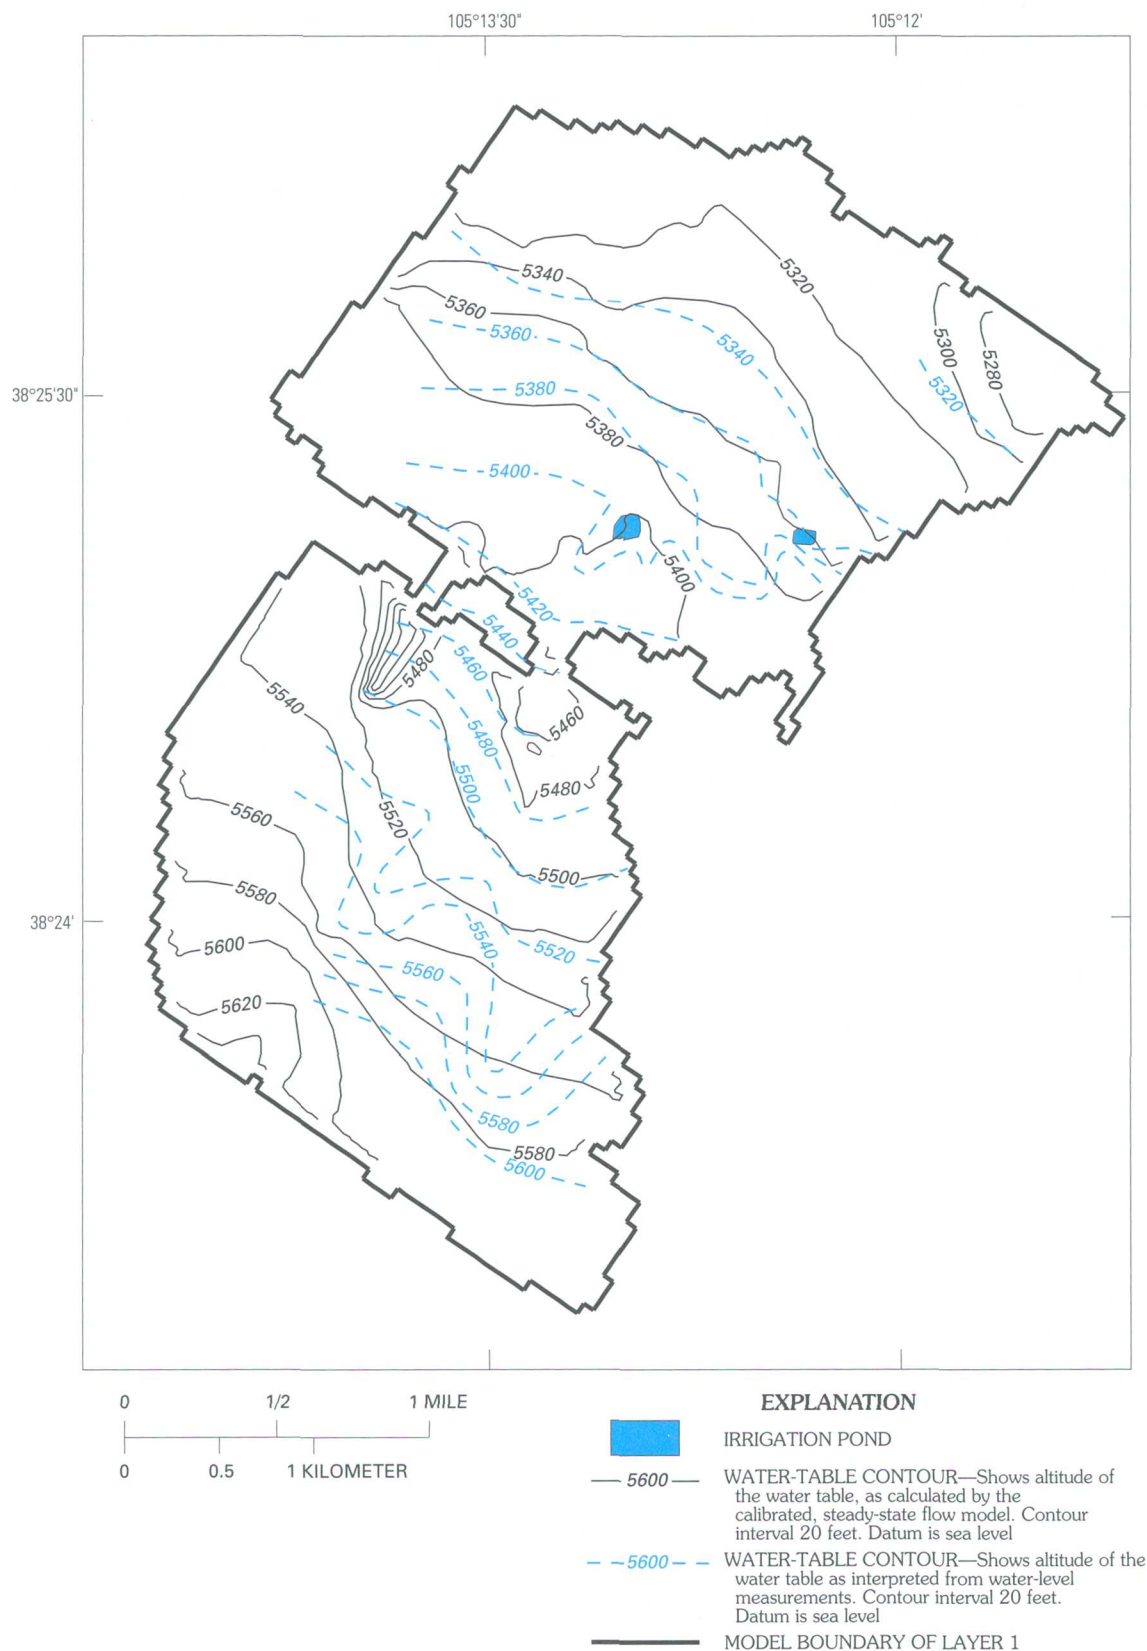 105°13'30"
105°12'
5320
5340
5360
5300
5280
5340
5360
38°25'30"
5380
5320
5380
5400
5400
5420
5440
5460
5480
5540
5460
5480
5500
5480
5560
5520
5500
5580
38°24'
5600
5540
5520
5560
5620
5580
5580
5600
0 1/2 1 MILE
0 0.5 1 KILOMETER
EXPLANATION
IRRIGATION POND
5600 WATER-TABLE CONTOUR—Shows altitude of
the water table, as calculated by the
calibrated, steady-state flow model. Contour
interval 20 feet. Datum is sea level
5600 WATER-TABLE CONTOUR—Shows altitude of the
water table as interpreted from water-level
measurements. Contour interval 20 feet.
Datum is sea level
MODEL BOUNDARY OF LAYER 1